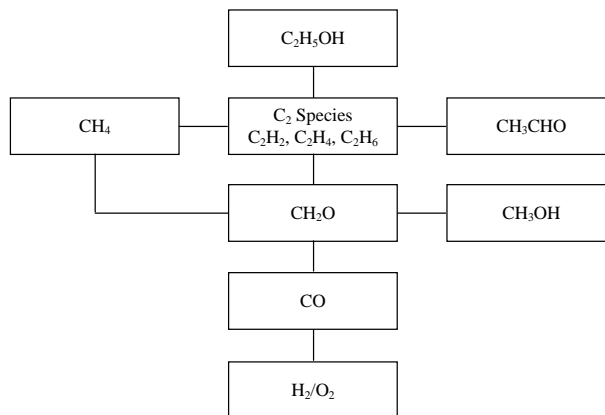 C₂H₅OH
CH₄
C₂ Species
C₂H₂, C₂H₄, C₂H₆
CH₃CHO
CH₂O
CH₃OH
CO
H₂/O₂